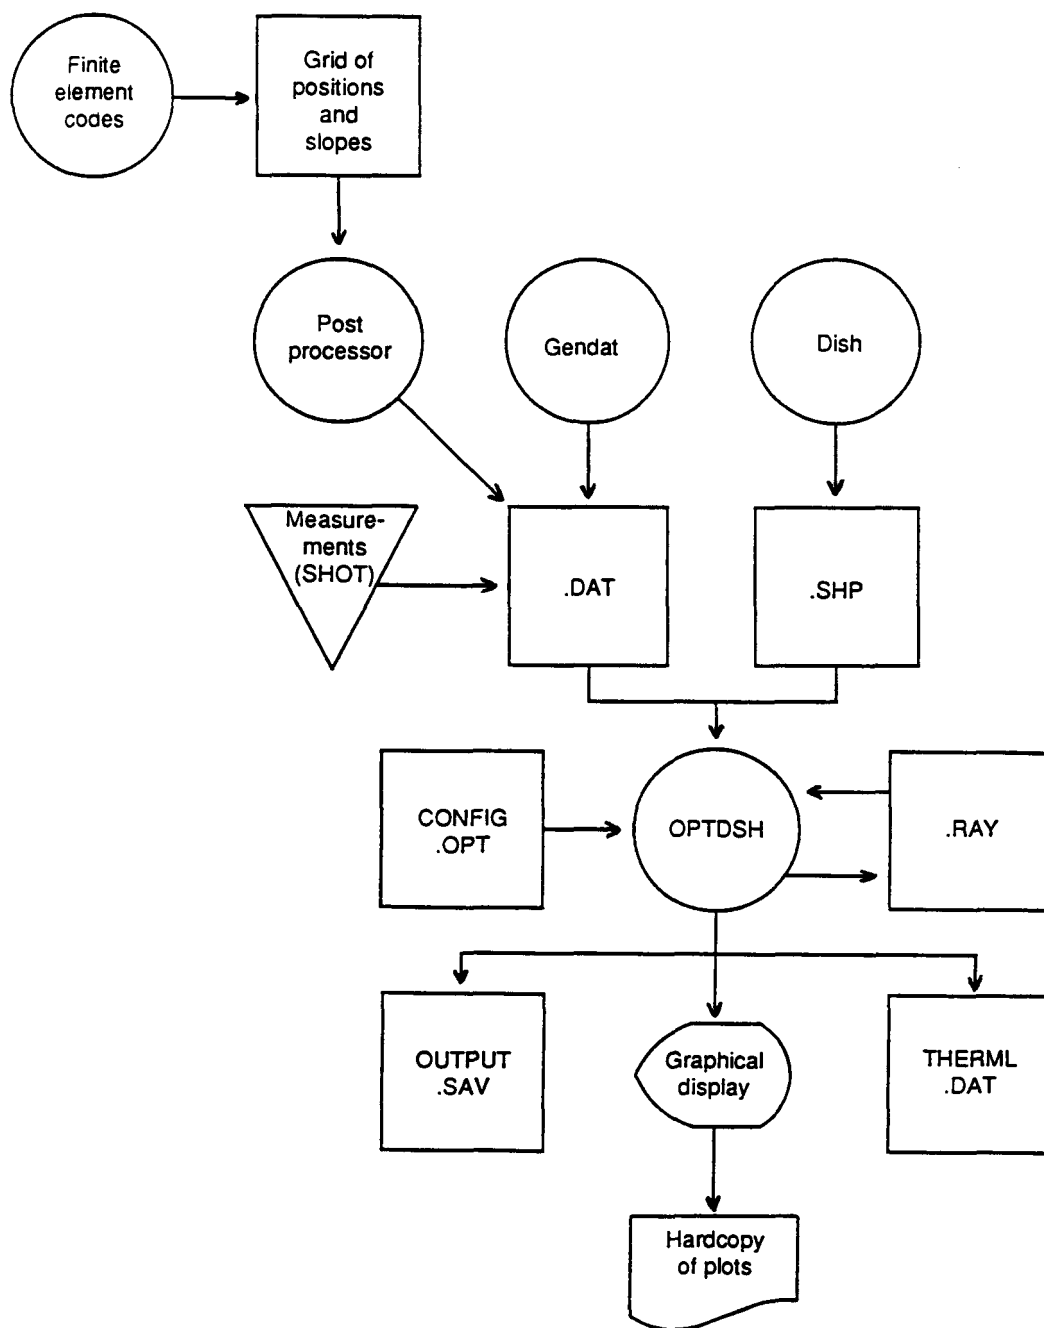 Finite
element
codes
Grid of
positions
and
slopes
Post
processor
Gendat
Dish
Measure-
ments
(SHOT)
.DAT
.SHP
CONFIG
.OPT
OPTDSH
.RAY
OUTPUT
.SAV
Graphical
display
THERML
.DAT
Hardcopy
of plots